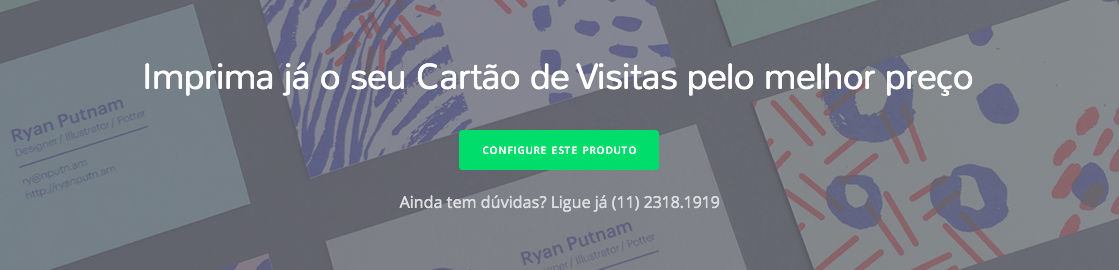 Imprima já o seu Cartão de Visitas pelo melhor preço
CONFIGURE ESTE PRODUTO
Ainda tem dúvidas? Ligue já (11) 2318.1919
Ryan Putnam
Designer / Illustrator / Potter
ry@rputn.am
http://ryanputn.am
Ryan Putnam
Designer / Illustrator / Potter